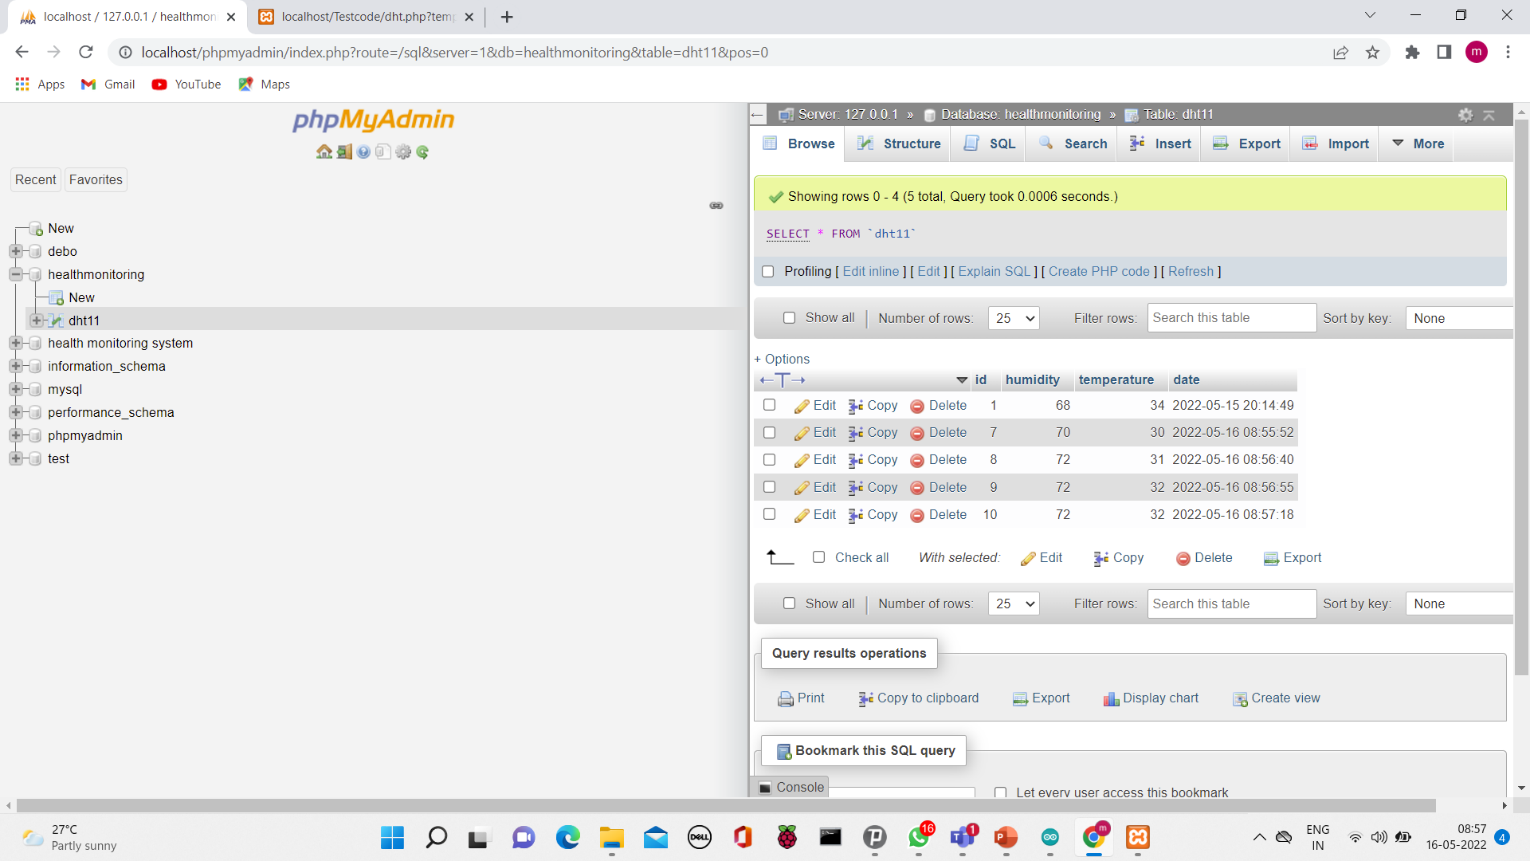 localhost / 127.0.0.1 / healthmon
localhost/Testcode/dht.php?temp
localhost/phpmyadmin/index.php?route=/sql&server=1&db=healthmonitoring&table=dht11&pos=0
m
Apps Gmail YouTube Maps
phpMyAdmin
Recent Favorites
New
debo
healthmonitoring
New
dht11
health monitoring system
information_schema
mysql
performance_schema
phpmyadmin
test
Server: 127.0.0.1 » Database: healthmonitoring » Table: dht11
Browse Structure SQL Search Insert Export Import More
Showing rows 0 - 4 (5 total, Query took 0.0006 seconds.)
SELECT * FROM `dht11`
Profiling [ Edit inline ] [ Edit ] [ Explain SQL ] [ Create PHP code ] [ Refresh ]
Show all Number of rows: 25 Filter rows: Search this table Sort by key: None
+ Options
←T→ id humidity temperature date
Edit Copy Delete 1 68 34 2022-05-15 20:14:49
Edit Copy Delete 7 70 30 2022-05-16 08:55:52
Edit Copy Delete 8 72 31 2022-05-16 08:56:40
Edit Copy Delete 9 72 32 2022-05-16 08:56:55
Edit Copy Delete 10 72 32 2022-05-16 08:57:18
Check all With selected: Edit Copy Delete Export
Show all Number of rows: 25 Filter rows: Search this table Sort by key: None
Query results operations
Print Copy to clipboard Export Display chart Create view
Bookmark this SQL query
Console
Let every user access this bookmark
27°C
Partly sunny
DELL
16
1
m
ENG
IN
08:57
16-05-2022
4